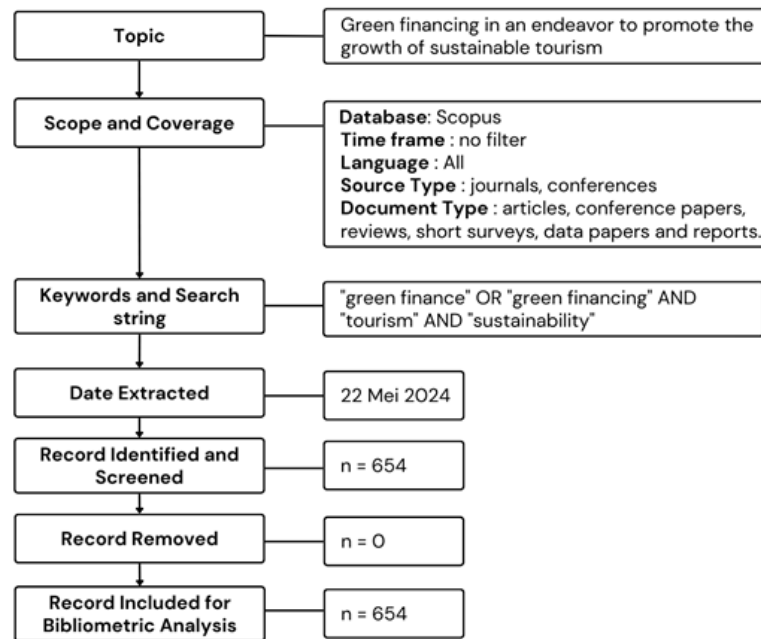 Topic
Green financing in an endeavor to promote the
growth of sustainable tourism
Scope and Coverage
Database: Scopus
Time frame : no filter
Language : All
Source Type : journals, conferences
Document Type : articles, conference papers,
reviews, short surveys, data papers and reports.
Keywords and Search
string
"green finance" OR "green financing" AND
"tourism" AND "sustainability"
Date Extracted
22 Mei 2024
Record Identified and
Screened
n = 654
Record Removed
n = 0
Record Included for
Bibliometric Analysis
n = 654